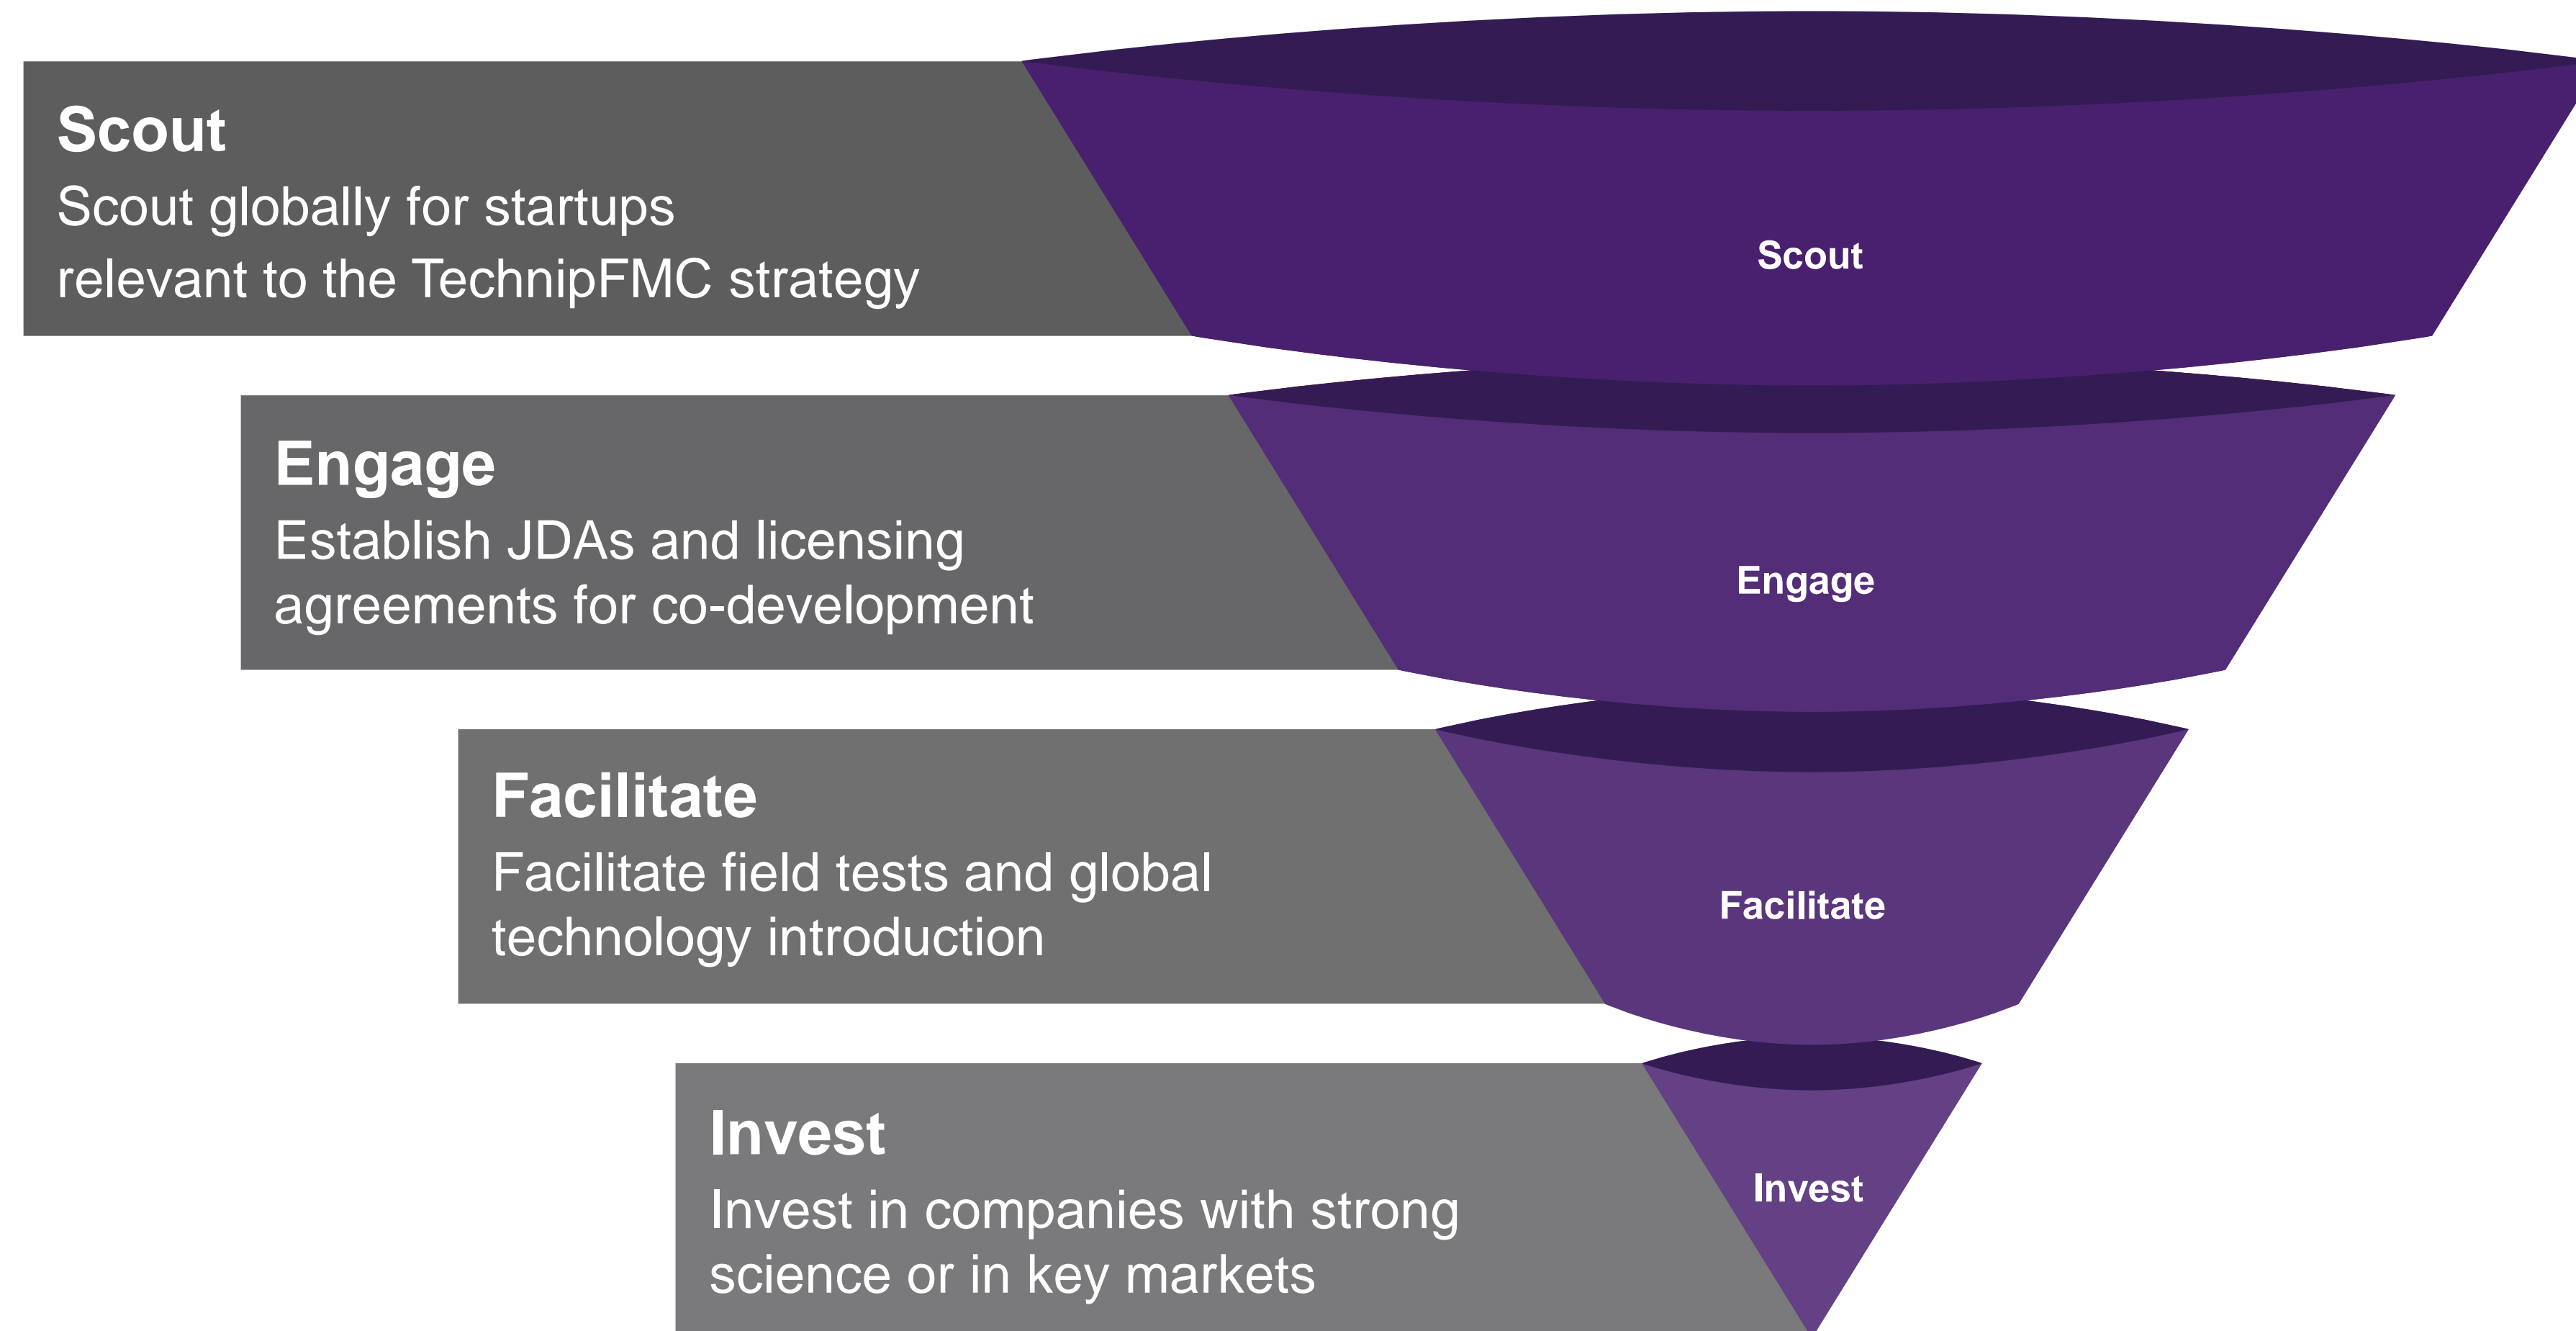 Scout
Scout globally for startups
relevant to the TechnipFMC strategy
Scout
Engage
Establish JDAs and licensing
agreements for co-development
Engage
Facilitate
Facilitate field tests and global
technology introduction
Facilitate
Invest
Invest in companies with strong
science or in key markets
Invest